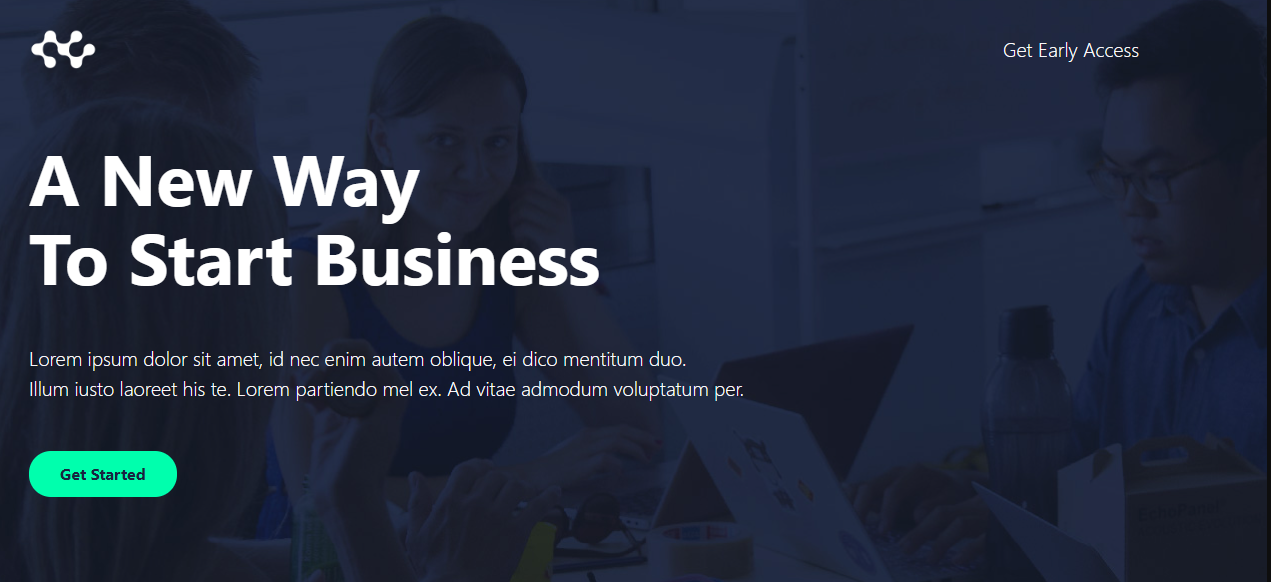 Get Early Access
A New Way
To Start Business
Lorem ipsum dolor sit amet, id nec enim autem oblique, ei dico mentitum duo.
Illum iusto laoreet his te. Lorem partiendo mel ex. Ad vitae admodum voluptatum per.
Get Started
EchoPanel